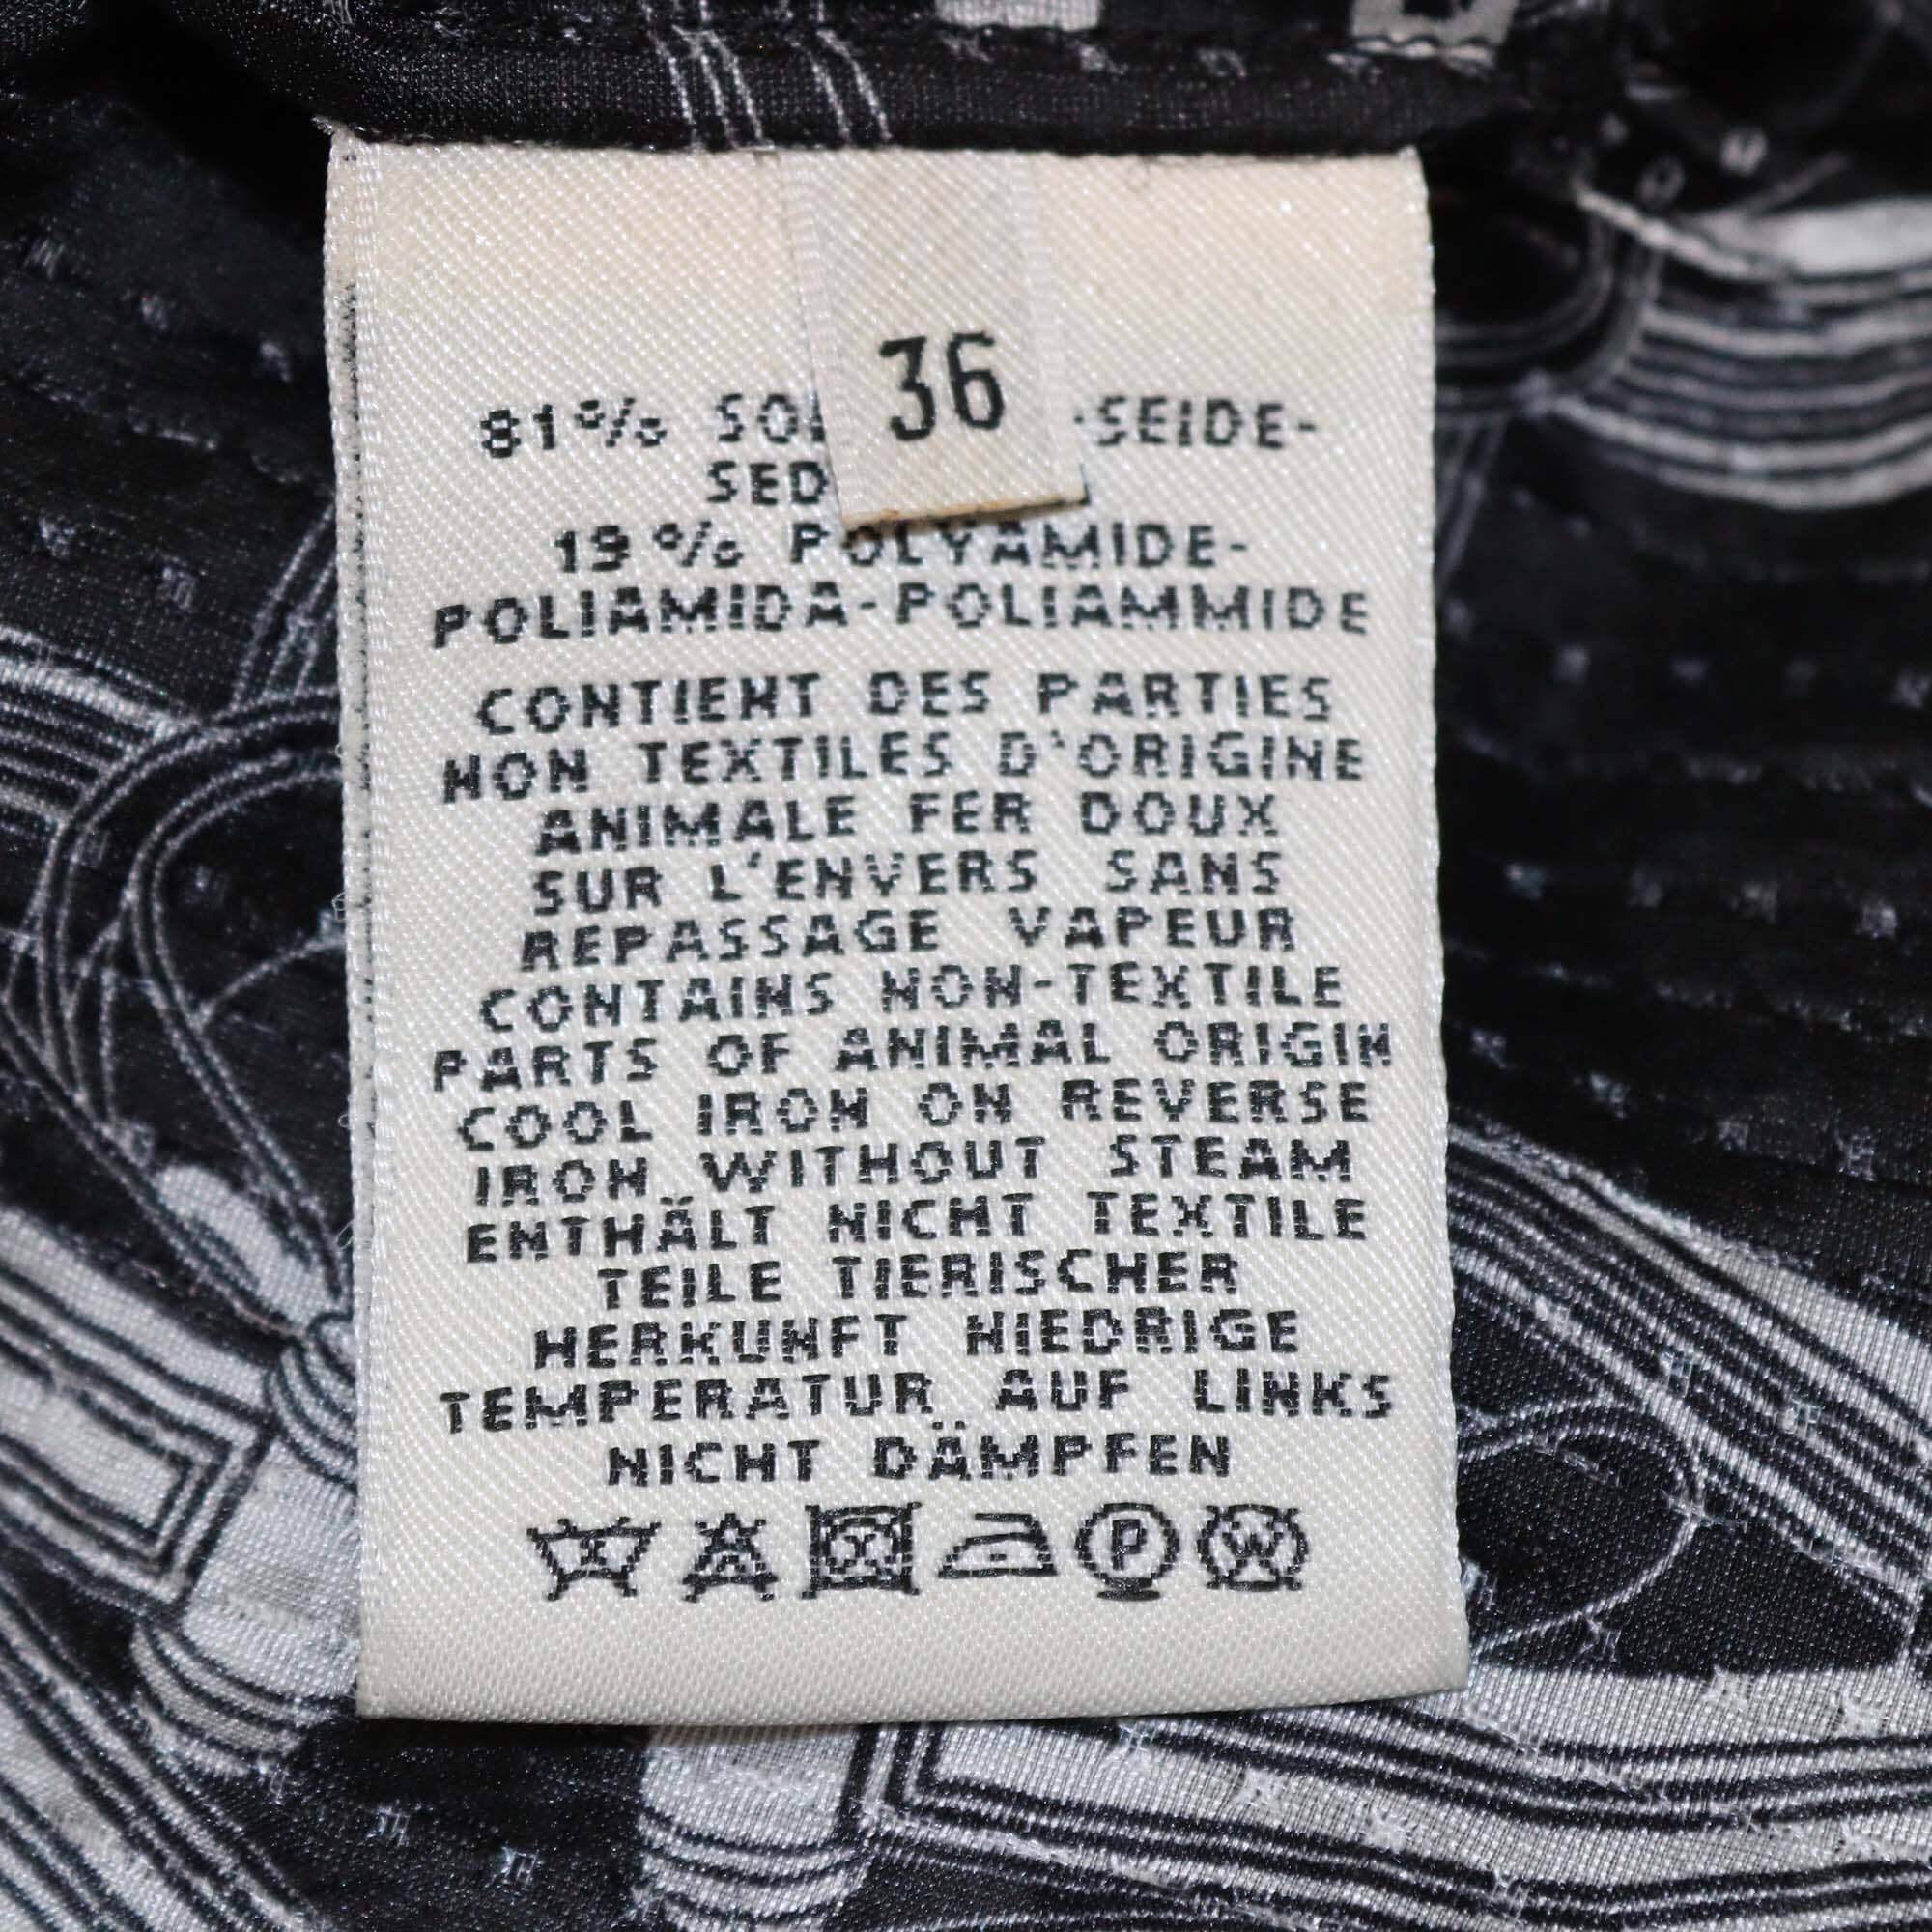 36
81% -SEIDE-
19% POLYAMIDE-
POLIAMIDA-POLIAMMIDE
CONTIENT DES PARTIES
NON TEXTILES D'ORIGINE
ANIMALE FER DOUX
SUR L'ENVERS SANS
REPASSAGE VAPEUR
CONTAINS NON-TEXTILE
PARTS OF ANIMAL ORIGIN
COOL IRON ON REVERSE
IRON WITHOUT STEAM
ENTHÄLT NICHT TEXTILE
TEILE TIERISCHER
HERKUNFT NIEDRIGE
TEMPERATUR AUF LINKS
NICHT DÄMPFEN
P W